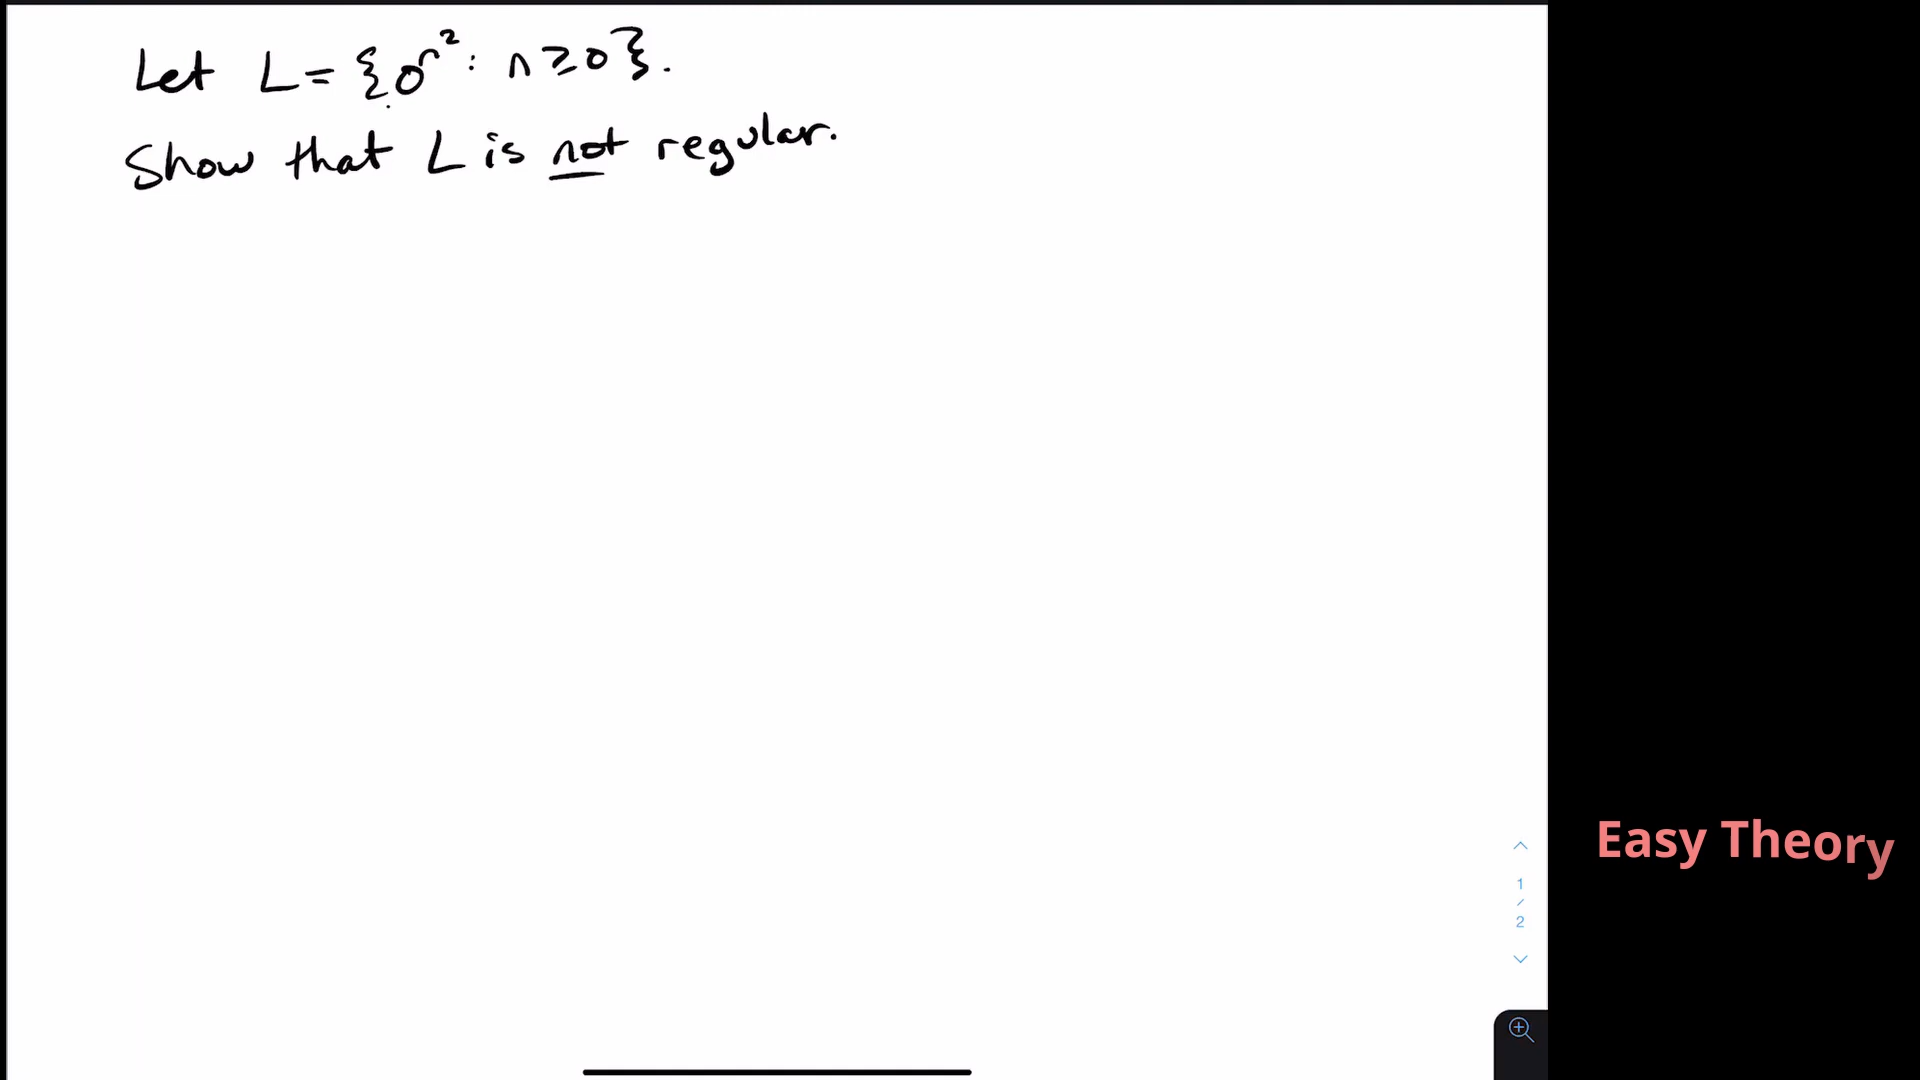 Let L = {0^n^2 : n ≥ 0}.
Show that L is not regular.
1
/
2
Easy Theory